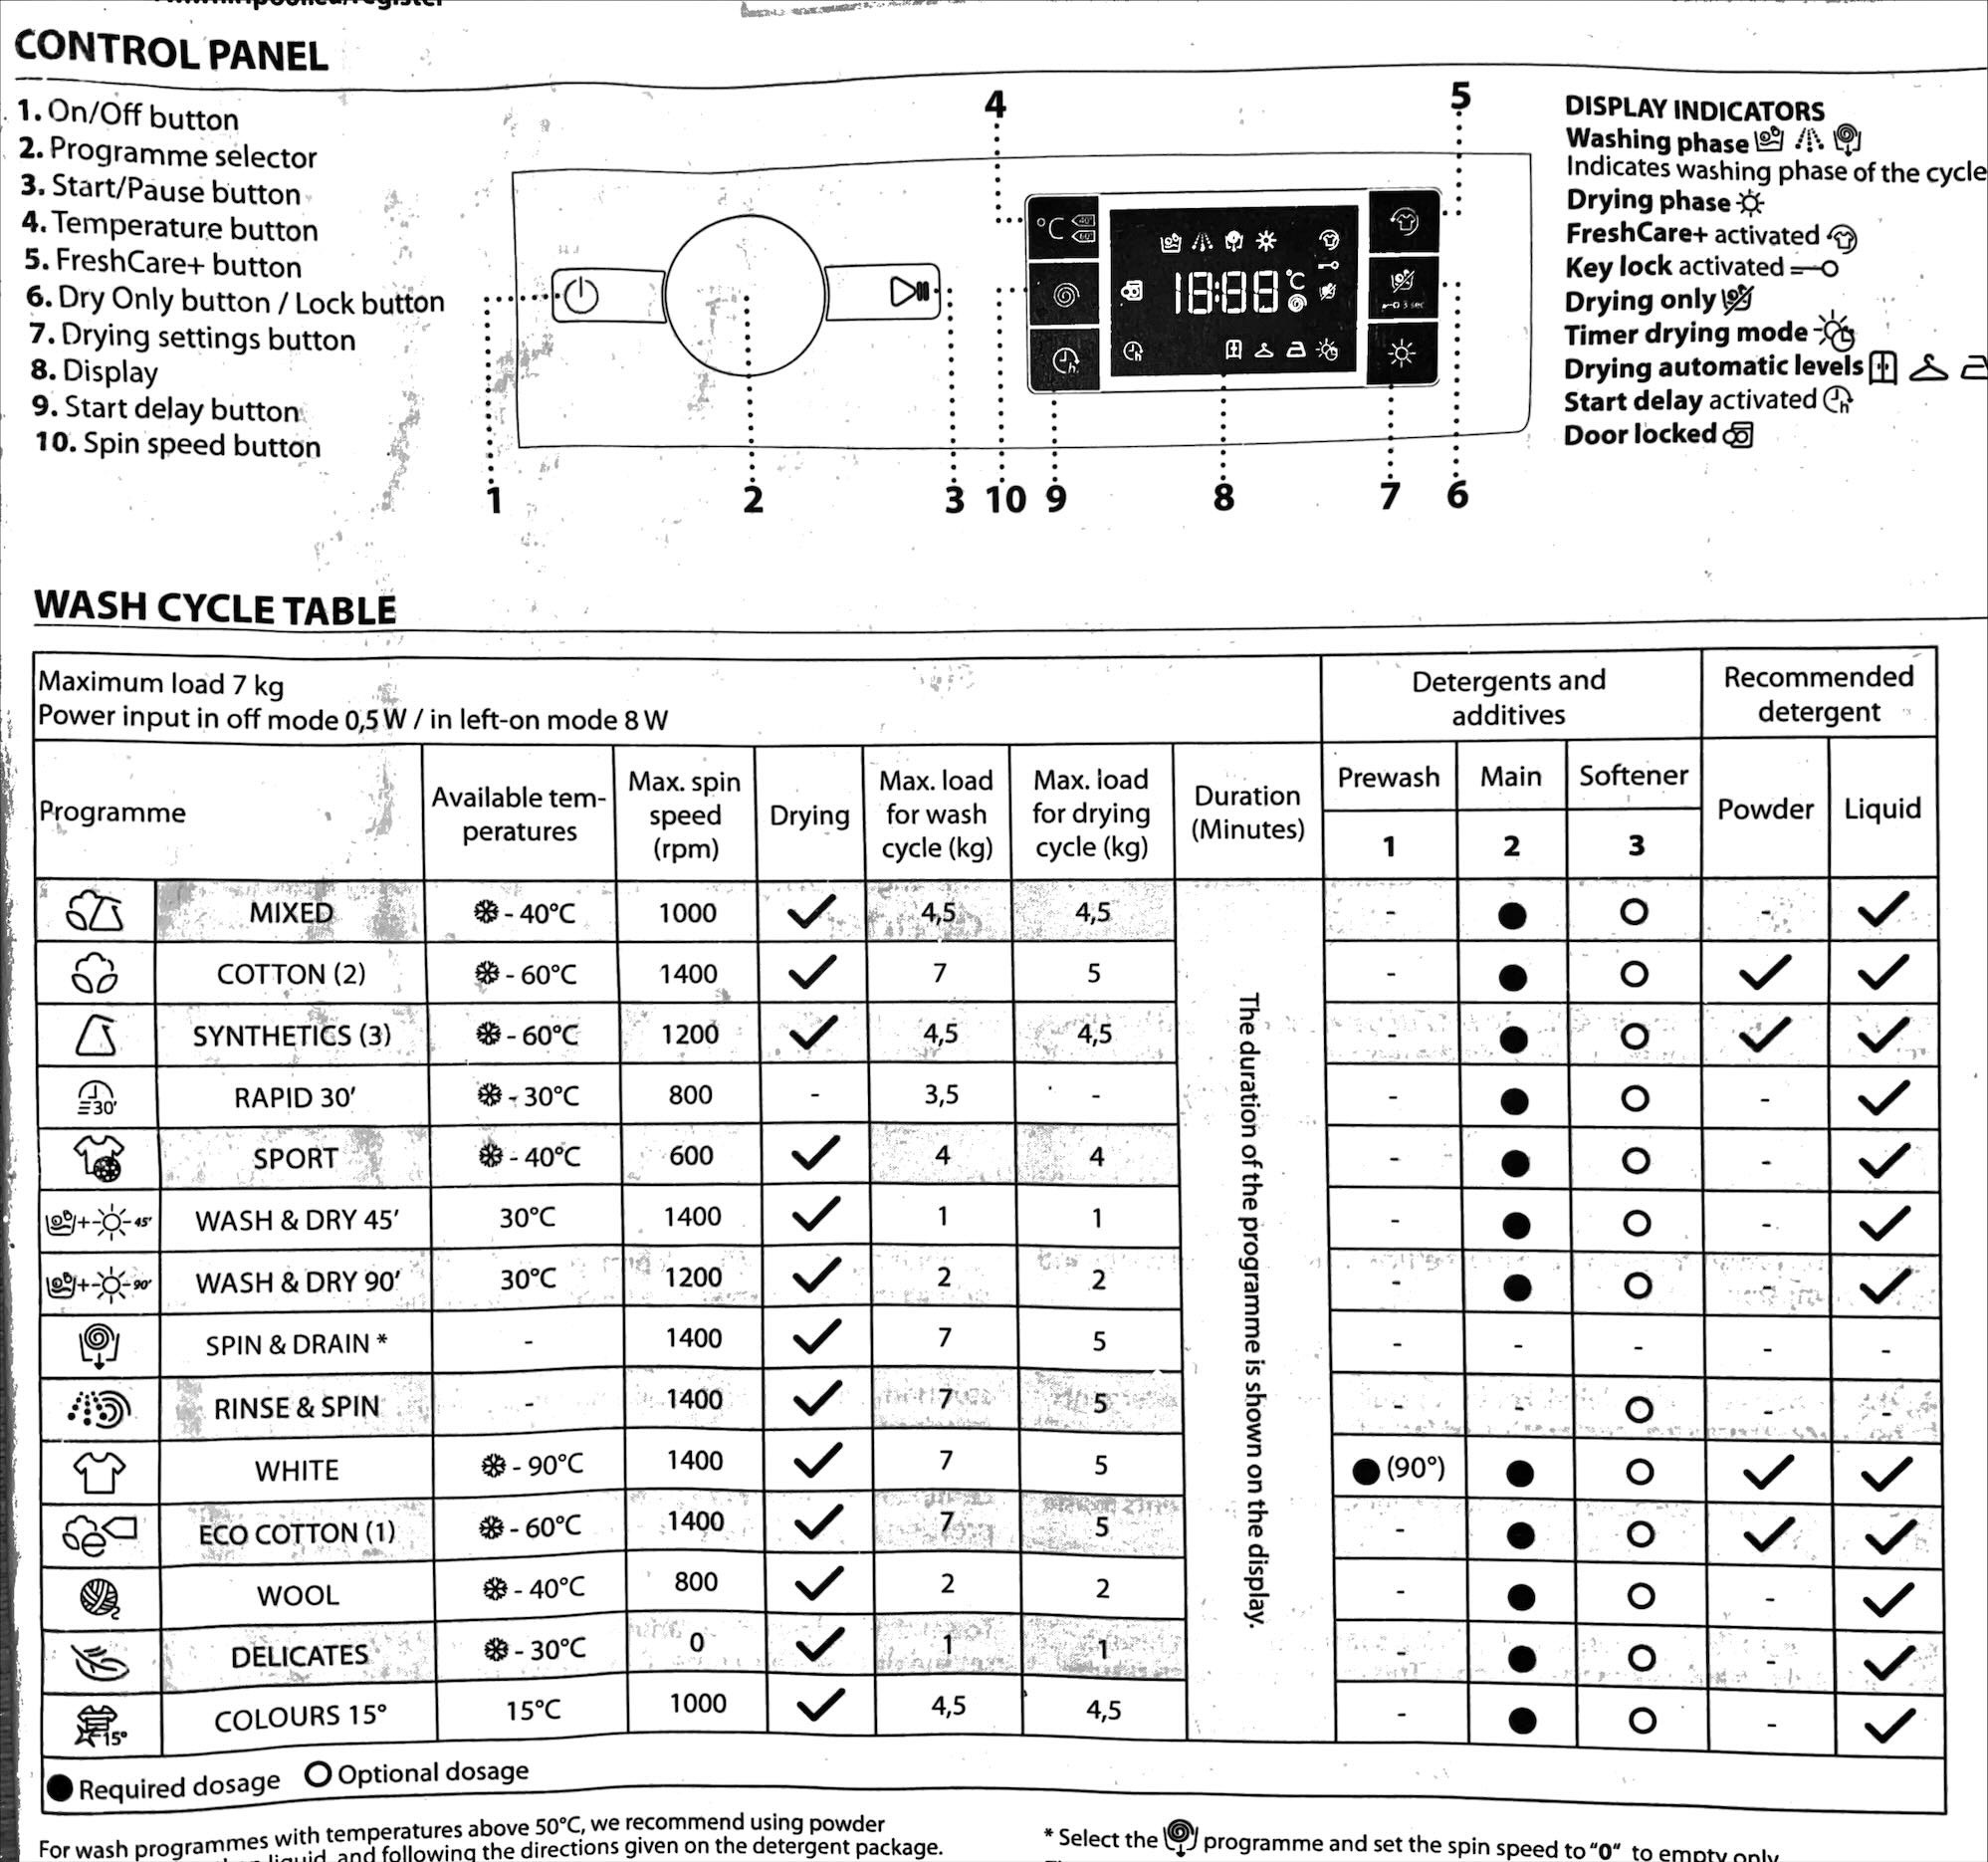 CONTROL PANEL
1. On/Off button
2. Programme selector
3. Start/Pause button
4. Temperature button
5. FreshCare+ button
6. Dry Only button / Lock button
7. Drying settings button
8. Display
9. Start delay button
10. Spin speed button
4
5
°C 40° 60°
18:88 °C
3 sec
h
h
1
2
3
10
9
8
7
6
DISPLAY INDICATORS
Washing phase
Indicates washing phase of the cycle
Drying phase
FreshCare+ activated
Key lock activated
Drying only
Timer drying mode
Drying automatic levels
Start delay activated
Door locked
WASH CYCLE TABLE
Maximum load 7 kg
Power input in off mode 0,5 W / in left-on mode 8 W
Detergents and
additives
Recommended
detergent
Programme
Available tem-
peratures
Max. spin
speed
(rpm)
Drying
Max. load
for wash
cycle (kg)
Max. load
for drying
cycle (kg)
Duration
(Minutes)
Prewash
1
Main
2
Softener
3
Powder
Liquid
MIXED ❄ - 40°C 1000 ✓ 4,5 4,5 - ● ○ - ✓
COTTON (2) ❄ - 60°C 1400 ✓ 7 5 - ● ○ ✓ ✓
SYNTHETICS (3) ❄ - 60°C 1200 ✓ 4,5 4,5 - ● ○ ✓ ✓
30' RAPID 30’ ❄ - 30°C 800 - 3,5 - - ● ○ - ✓
SPORT ❄ - 40°C 600 ✓ 4 4 - ● ○ - ✓
+ 45' WASH & DRY 45’ 30°C 1400 ✓ 1 1 - ● ○ - ✓
+ 90' WASH & DRY 90’ 30°C 1200 ✓ 2 2 - ● ○ - ✓
SPIN & DRAIN * - 1400 ✓ 7 5 - - - - -
RINSE & SPIN - 1400 ✓ 7 5 - - ○ - -
WHITE ❄ - 90°C 1400 ✓ 7 5 ● (90°) ● ○ ✓ ✓
e ECO COTTON (1) ❄ - 60°C 1400 ✓ 7 5 - ● ○ ✓ ✓
WOOL ❄ - 40°C 800 ✓ 2 2 - ● ○ - ✓
DELICATES ❄ - 30°C 0 ✓ 1 1 - ● ○ - ✓
15° COLOURS 15° 15°C 1000 ✓ 4,5 4,5 - ● ○ - ✓
The duration of the programme is shown on the display.
● Required dosage ○ Optional dosage
For wash programmes with temperatures above 50°C, we recommend using powder
liquid, and following the directions given on the detergent package.
* Select the programme and set the spin speed to “0” to empty only.